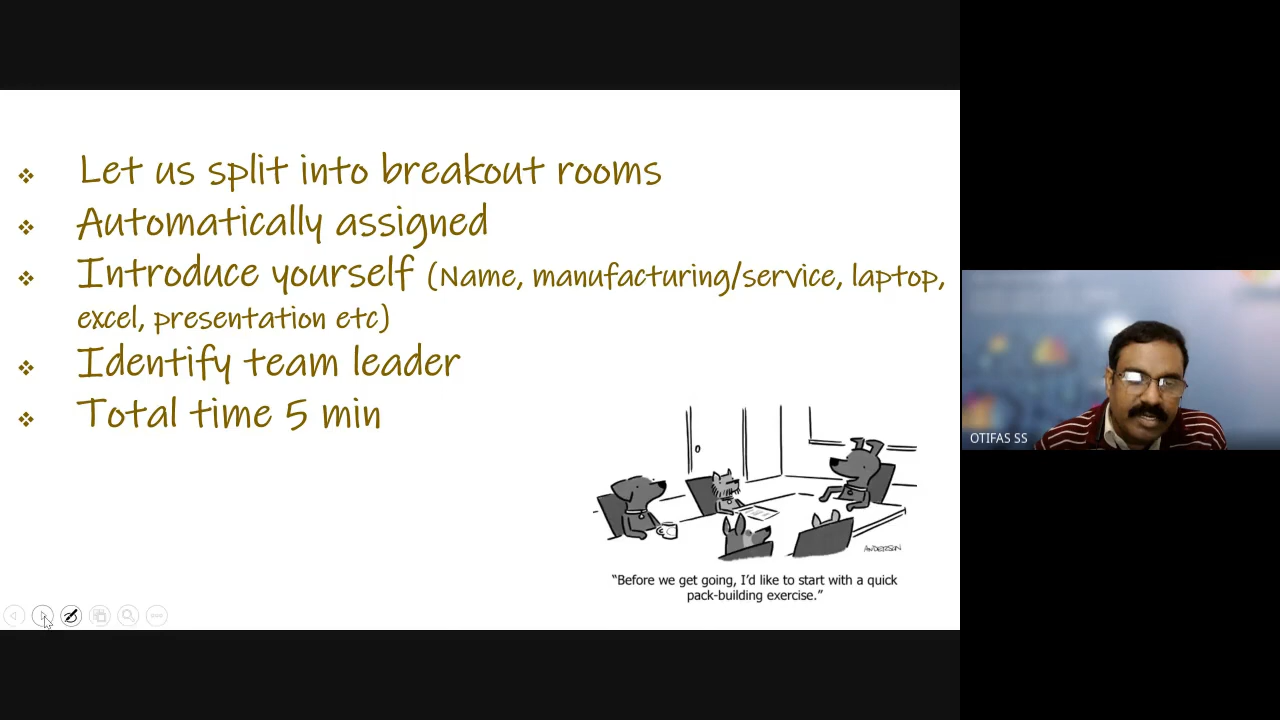 Let us split into breakout rooms
Automatically assigned
Introduce yourself (Name, manufacturing/service, laptop,
excel, presentation etc)
Identify team leader
Total time 5 min
ANDERSON
"Before we get going, I'd like to start with a quick
pack-building exercise."
OTIFAS SS